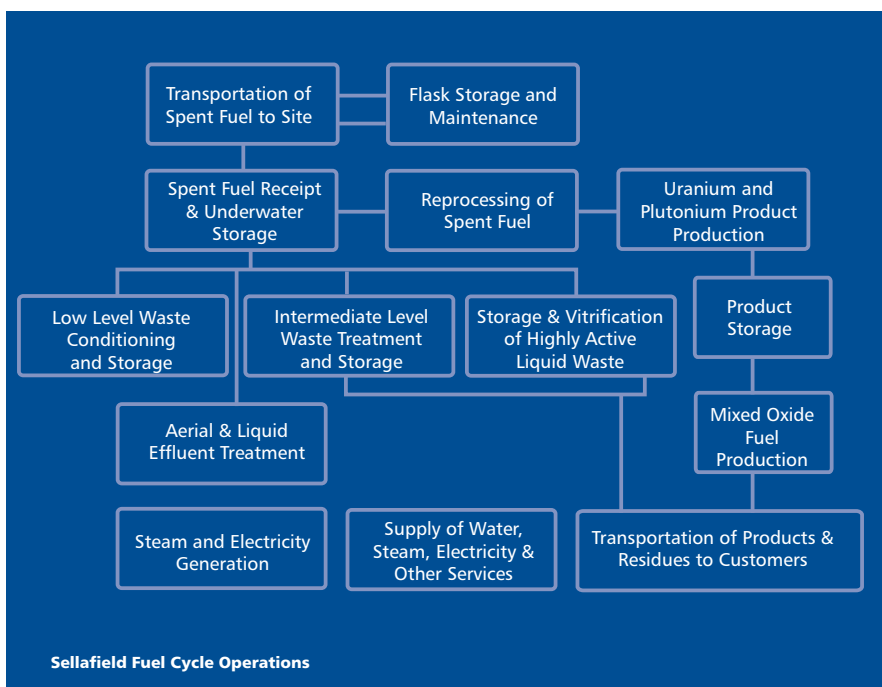 Transportation of
Spent Fuel to Site
Flask Storage and
Maintenance
Spent Fuel Receipt
& Underwater
Storage
Reprocessing of
Spent Fuel
Uranium and
Plutonium Product
Production
Low Level Waste
Conditioning
and Storage
Intermediate Level
Waste Treatment
and Storage
Storage & Vitrification
of Highly Active
Liquid Waste
Product
Storage
Aerial & Liquid
Effluent Treatment
Mixed Oxide
Fuel
Production
Steam and Electricity
Generation
Supply of Water,
Steam, Electricity &
Other Services
Transportation of Products &
Residues to Customers
Sellafield Fuel Cycle Operations